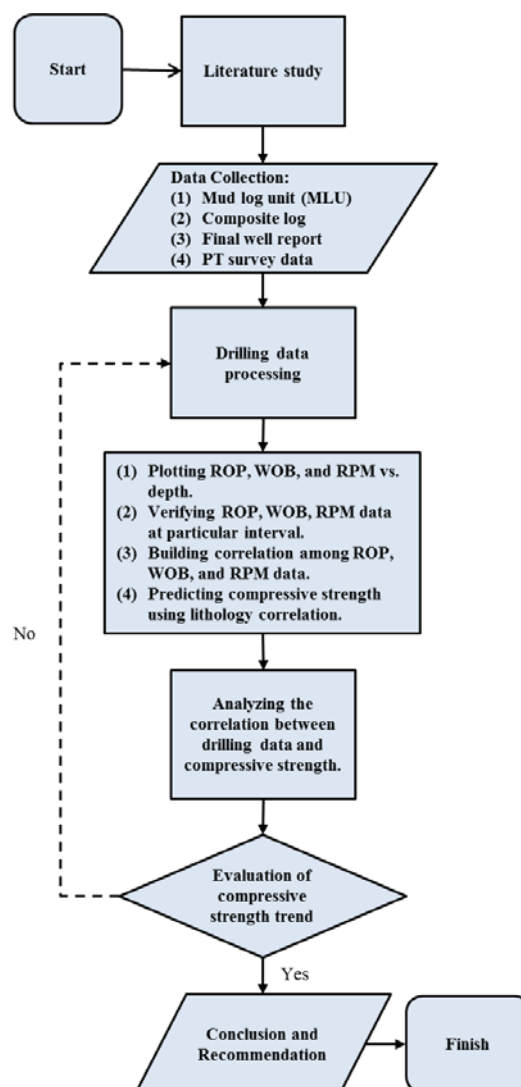 Start
Literature study
Data Collection:
(1) Mud log unit (MLU)
(2) Composite log
(3) Final well report
(4) PT survey data
Drilling data
processing
(1) Plotting ROP, WOB, and RPM vs.
depth.
(2) Verifying ROP, WOB, RPM data
at particular interval.
(3) Building correlation among ROP,
WOB, and RPM data.
(4) Predicting compressive strength
using lithology correlation.
No
Analyzing the
correlation between
drilling data and
compressive strength.
Evaluation of
compressive
strength trend
Yes
Conclusion and
Recommendation
Finish